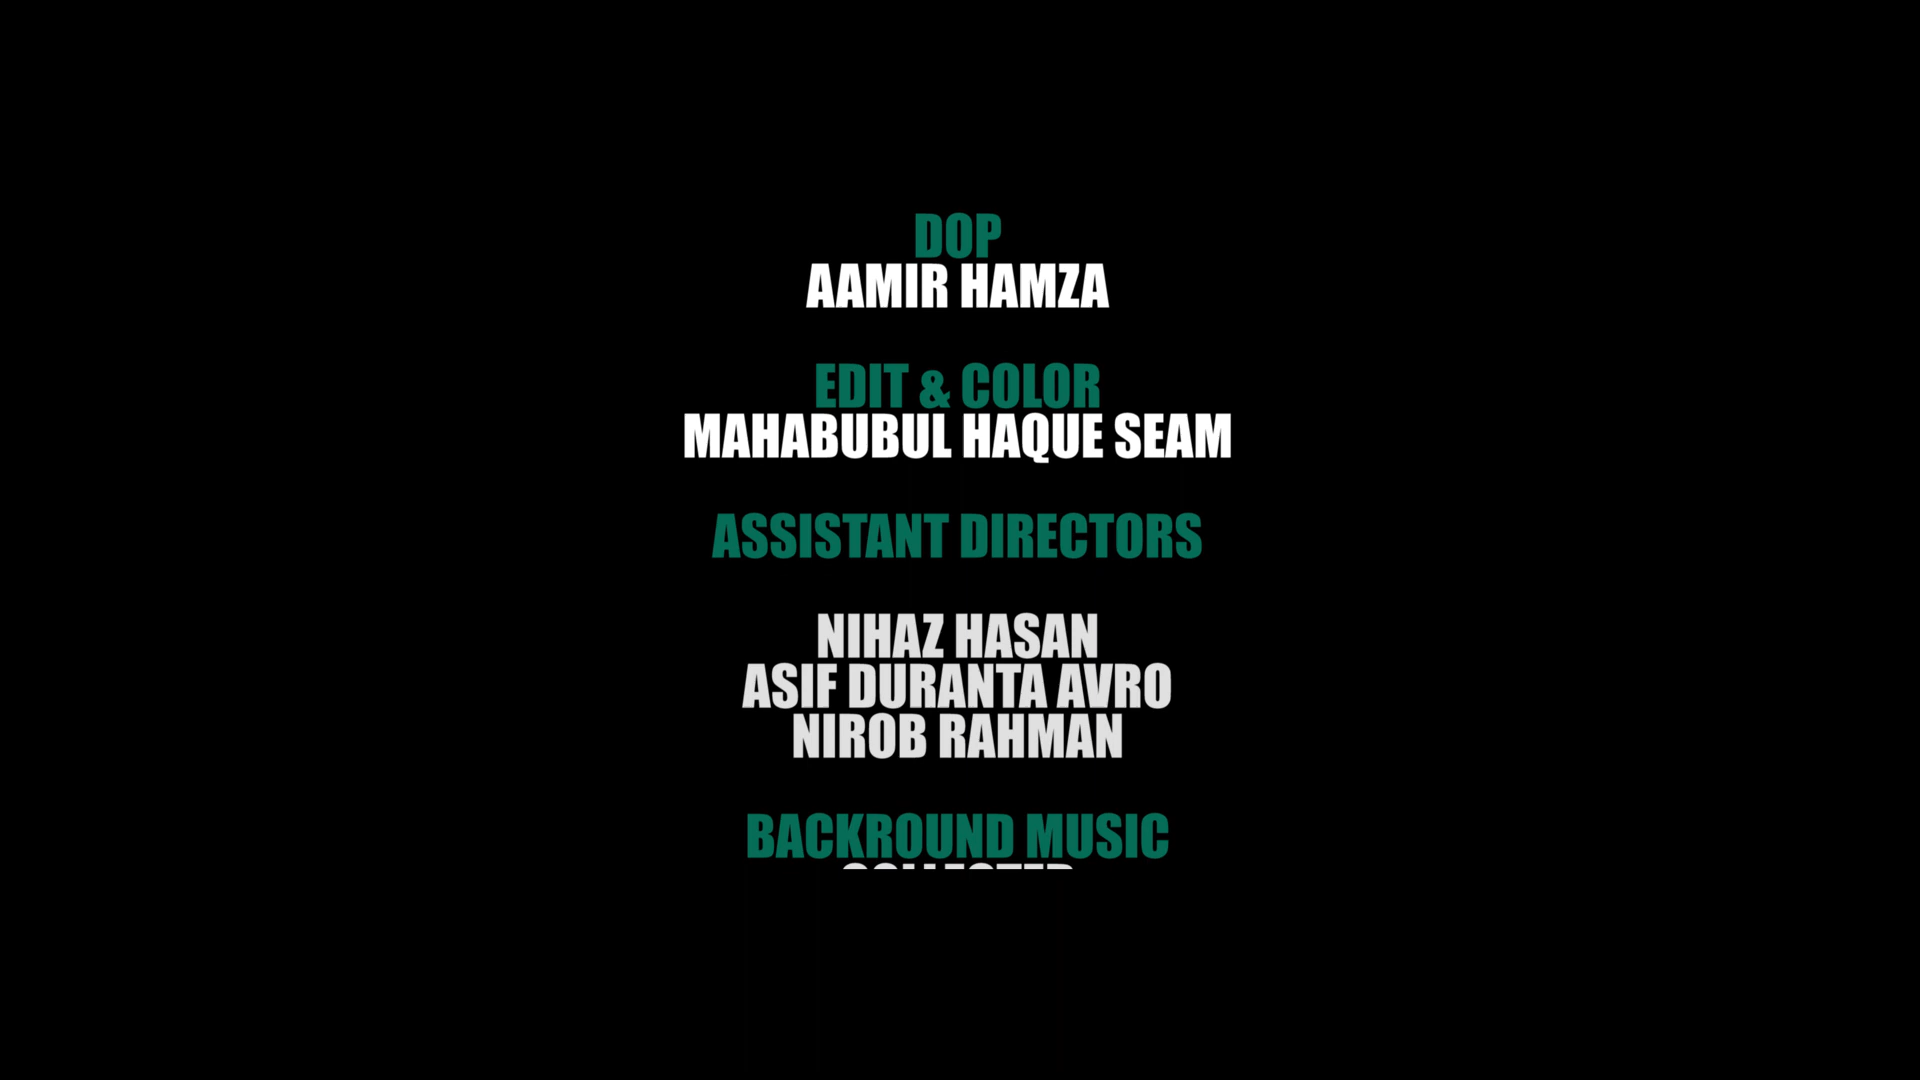 DOP
AAMIR HAMZA
EDIT & COLOR
MAHABUBUL HAQUE SEAM
ASSISTANT DIRECTORS
NIHAZ HASAN
ASIF DURANTA AVRO
NIROB RAHMAN
BACKROUND MUSIC